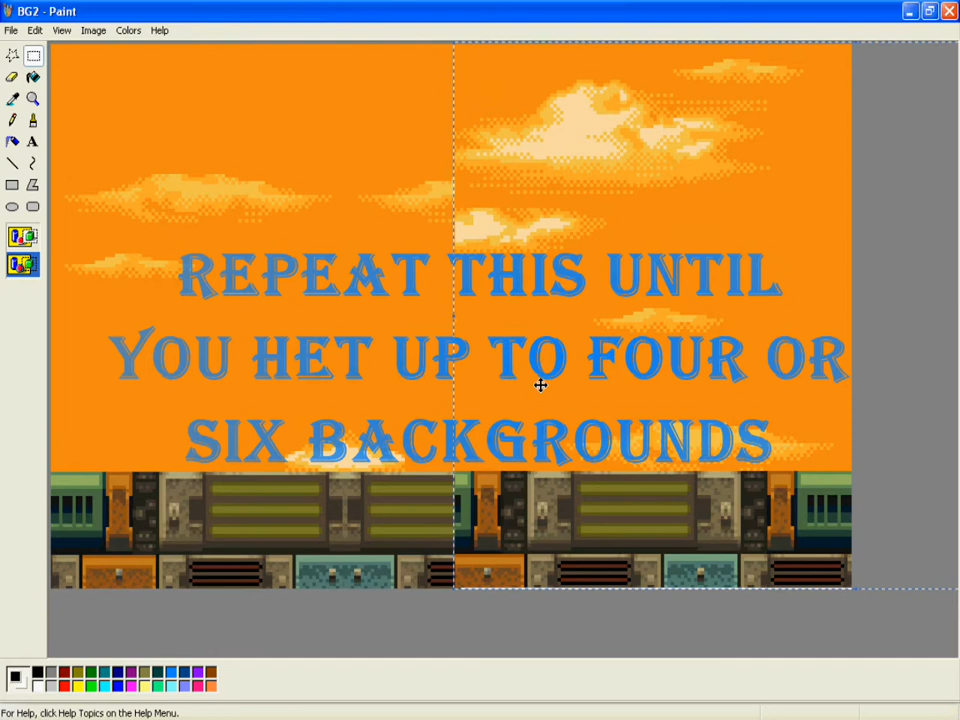 BG2 - Paint
File Edit View Image Colors Help
REPEAT THIS UNTIL
YOU HET UP TO FOUR OR
SIX BACKGROUNDS
For Help, click Help Topics on the Help Menu.